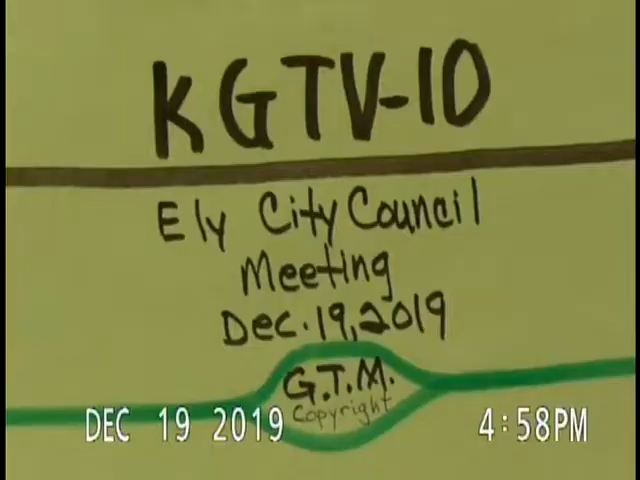 KGTV-10
Ely City Council
Meeting
Dec. 19, 2019
G.T.M.
Copyright
DEC 19 2019 4:58PM